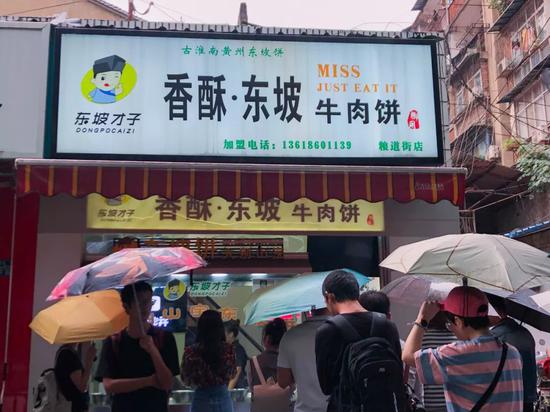 古淮南黄州东坡饼
东坡才子
DONGPOCAIZI
香酥·东坡 牛肉饼
MISS
JUST EAT IT
加盟电话：13618601139 粮道街店
东坡才子
香酥·东坡 牛肉饼
东坡才子